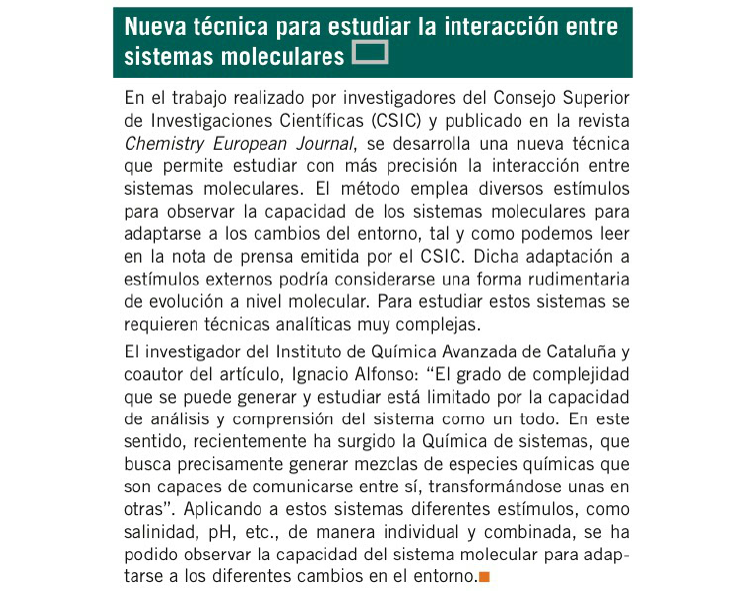 Nueva técnica para estudiar la interacción entre
sistemas moleculares
En el trabajo realizado por investigadores del Consejo Superior
de Investigaciones Científicas (CSIC) y publicado en la revista
Chemistry European Journal, se desarrolla una nueva técnica
que permite estudiar con más precisión la interacción entre
sistemas moleculares. El método emplea diversos estímulos
para observar la capacidad de los sistemas moleculares para
adaptarse a los cambios del entorno, tal y como podemos leer
en la nota de prensa emitida por el CSIC. Dicha adaptación a
estímulos externos podría considerarse una forma rudimentaria
de evolución a nivel molecular. Para estudiar estos sistemas se
requieren técnicas analíticas muy complejas.
El investigador del Instituto de Química Avanzada de Cataluña y
coautor del artículo, Ignacio Alfonso: “El grado de complejidad
que se puede generar y estudiar está limitado por la capacidad
de análisis y comprensión del sistema como un todo. En este
sentido, recientemente ha surgido la Química de sistemas, que
busca precisamente generar mezclas de especies químicas que
son capaces de comunicarse entre sí, transformándose unas en
otras”. Aplicando a estos sistemas diferentes estímulos, como
salinidad, pH, etc., de manera individual y combinada, se ha
podido observar la capacidad del sistema molecular para adap-
tarse a los diferentes cambios en el entorno.